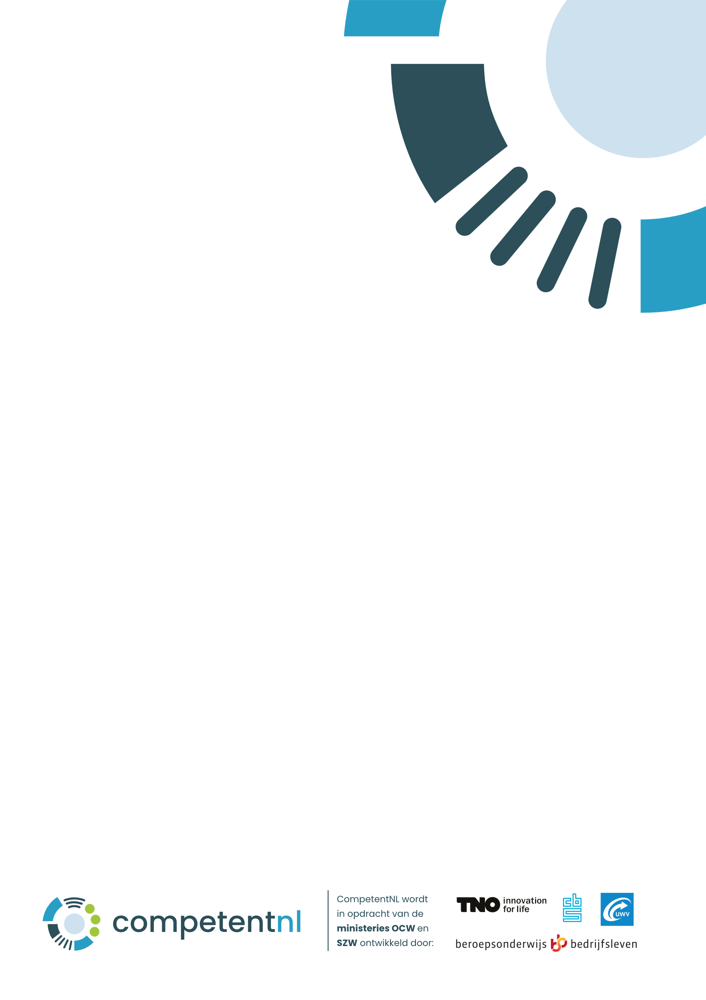 competentnl
CompetentNL wordt
in opdracht van de
ministeries OCW en
SZW ontwikkeld door:
TNO innovation
for life
cbs
uwv
beroepsonderwijs bedrijfsleven